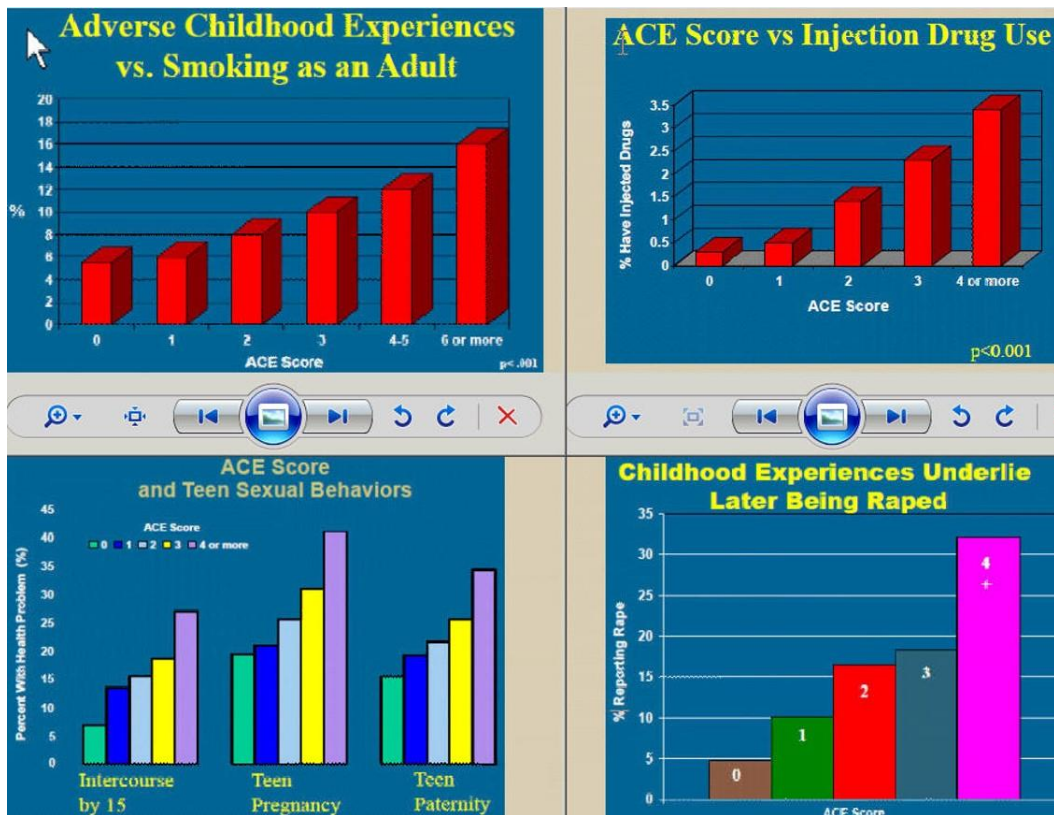 Adverse Childhood Experiences
vs. Smoking as an Adult
20
18
16
14
12
10
8
6
4
2
0
%
0 1 2 3 4-5 6 or more
ACE Score
p< .001
ACE Score vs Injection Drug Use
% Have Injected Drugs
3.5
3
2.5
2
1.5
1
0.5
0
0 1 2 3 4 or more
ACE Score
p<0.001
ACE Score
and Teen Sexual Behaviors
Percent With Health Problem (%)
45
40
35
30
25
20
15
10
5
0
ACE Score
0 1 2 3 4 or more
Intercourse
by 15
Teen
Pregnancy
Teen
Paternity
Childhood Experiences Underlie
Later Being Raped
% Reporting Rape
35
30
25
20
15
10
5
0
0
1
2
3
4
+
ACE Score